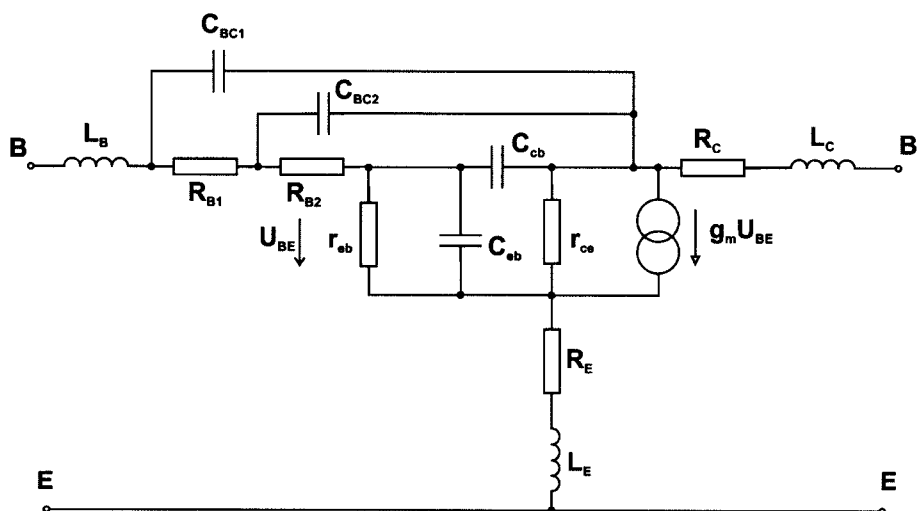 C_BC1
C_BC2
L_B
C_cb
R_C
L_C
B
B
R_B1
R_B2
U_BE
r_eb
C_eb
r_ce
g_mU_BE
R_E
L_E
E
E